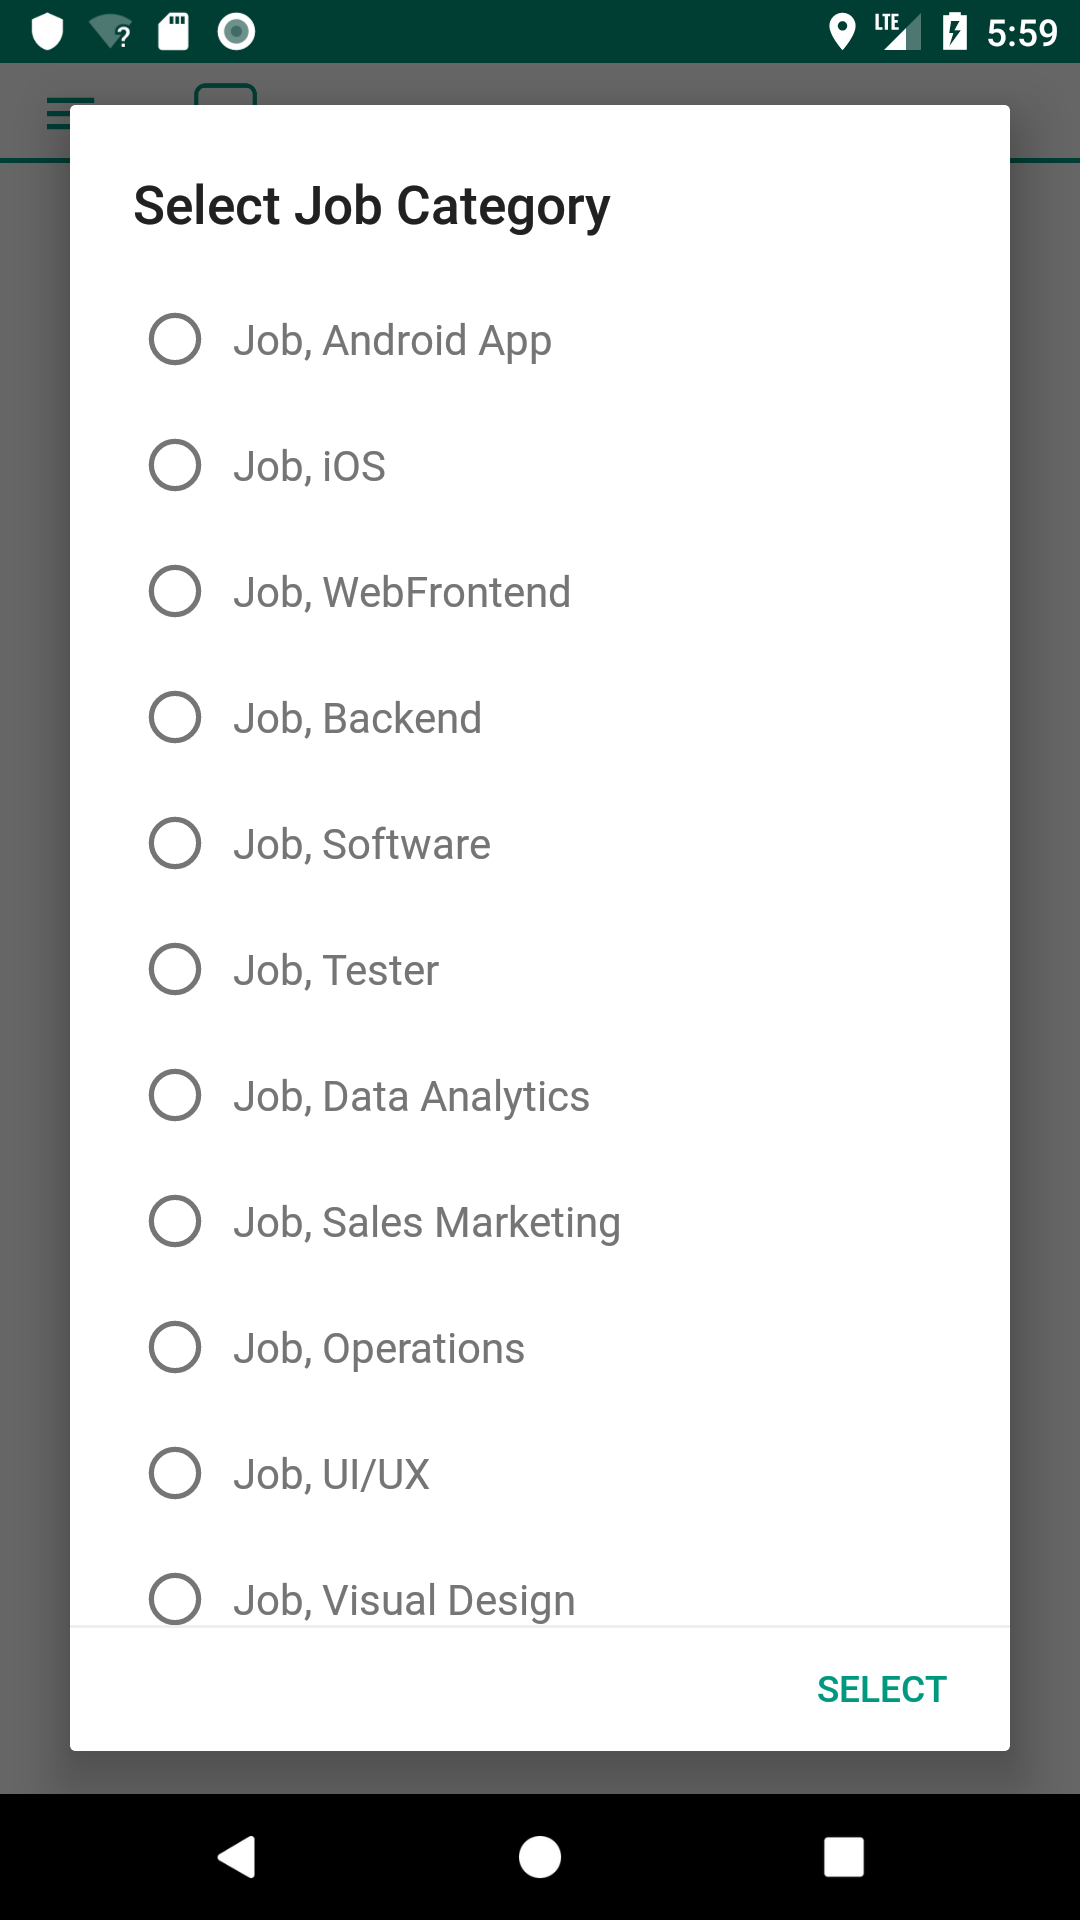 LTE 5:59
Select Job Category
Job, Android App
Job, iOS
Job, WebFrontend
Job, Backend
Job, Software
Job, Tester
Job, Data Analytics
Job, Sales Marketing
Job, Operations
Job, UI/UX
Job, Visual Design
SELECT